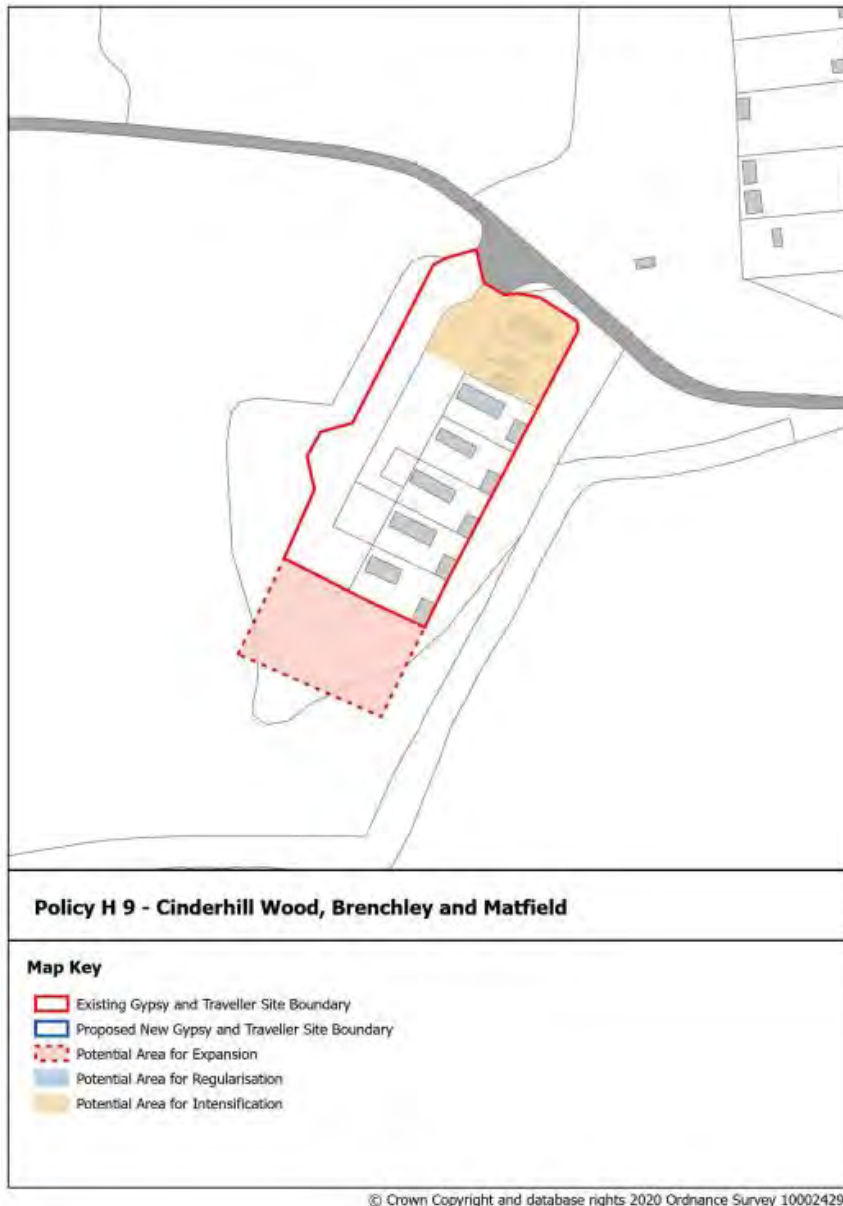 Policy H 9 - Cinderhill Wood, Brenchley and Matfield
Map Key
Existing Gypsy and Traveller Site Boundary
Proposed New Gypsy and Traveller Site Boundary
Potential Area for Expansion
Potential Area for Regularisation
Potential Area for Intensification
© Crown Copyright and database rights 2020 Ordnance Survey 10002429